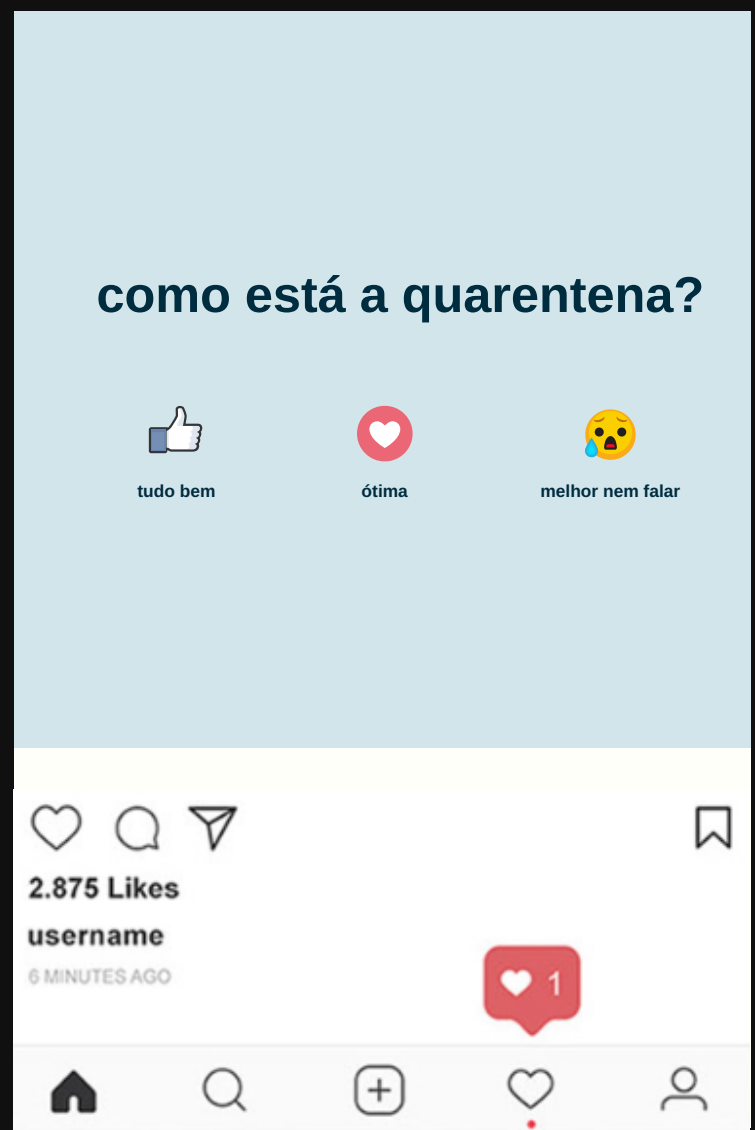 como está a quarentena?
tudo bem
ótima
melhor nem falar
2.875 Likes
username
6 MINUTES AGO
1